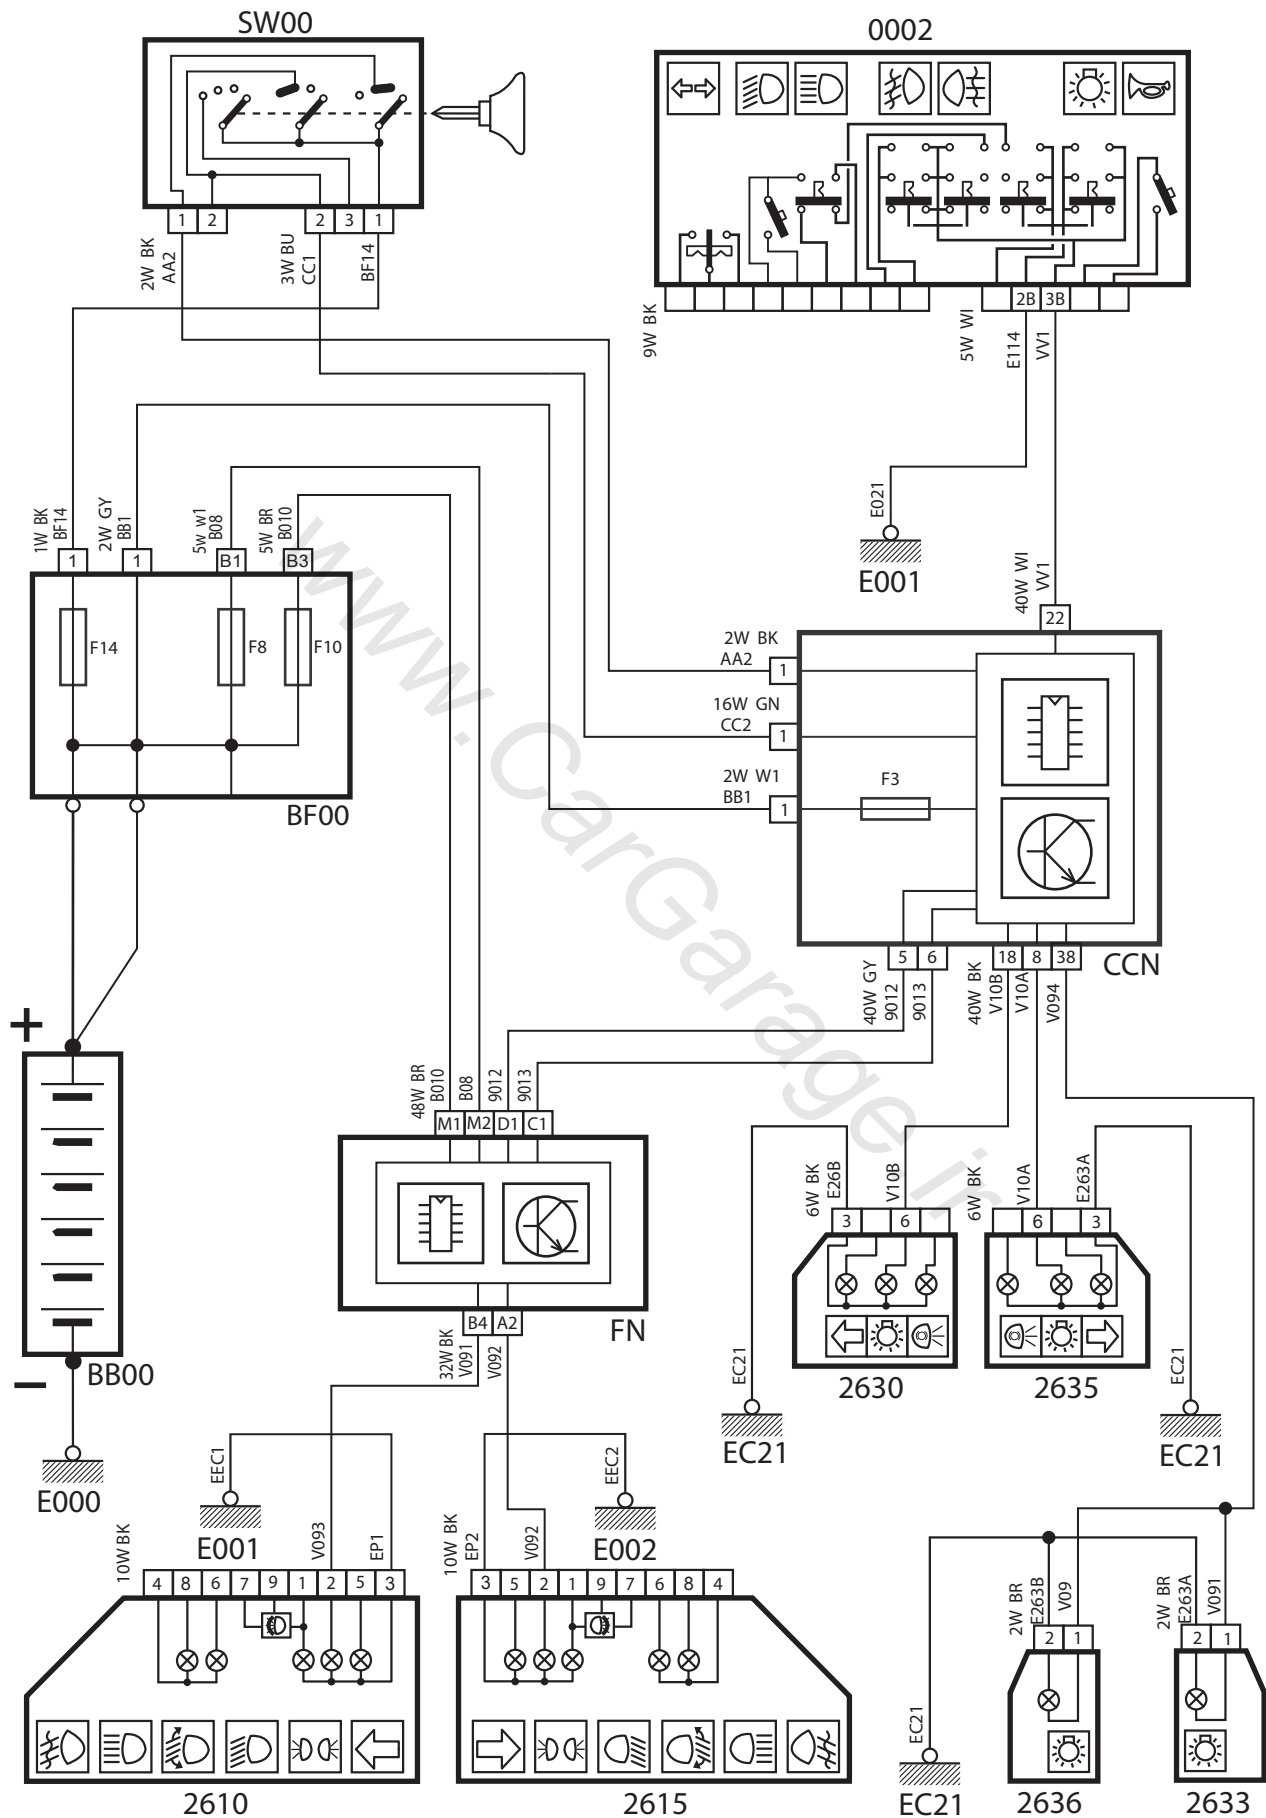 SW00
0002
1 2 2 3 1
2W BK
AA2
3W BU
CC1
BF14
9W BK
5W WI
2B 3B
E114
VV1
E021
E001
1W BK
BF14
2W GY
BB1
5w w1
B08
5W BR
B010
1 1 B1 B3
F14 F8 F10
BF00
40W WI
VV1
22
2W BK
AA2
1
16W GN
CC2
1
2W W1
BB1
1
F3
5 6 18 8 38
CCN
40W GY
9012
9013
40W BK
V10B
V10A
V094
+
BB00
−
E000
48W BR
B010
B08
9012
9013
M1 M2 D1 C1
FN
B4 A2
32W BK
V091
V092
6W BK
E26B
V10B
3 6
2630
6W BK
V10A
E263A
6 3
2635
EC21
EC21
EC21
EC21
EEC1
E001
EEC2
E002
10W BK
V093
EP1
4 8 6 7 9 1 2 5 3
2610
10W BK
EP2
V092
3 5 2 1 9 7 6 8 4
2615
EC21
EC21
2W BR
E263B
V09
2 1
2636
2W BR
E263A
V091
2 1
2633
www.CarGarage.ir